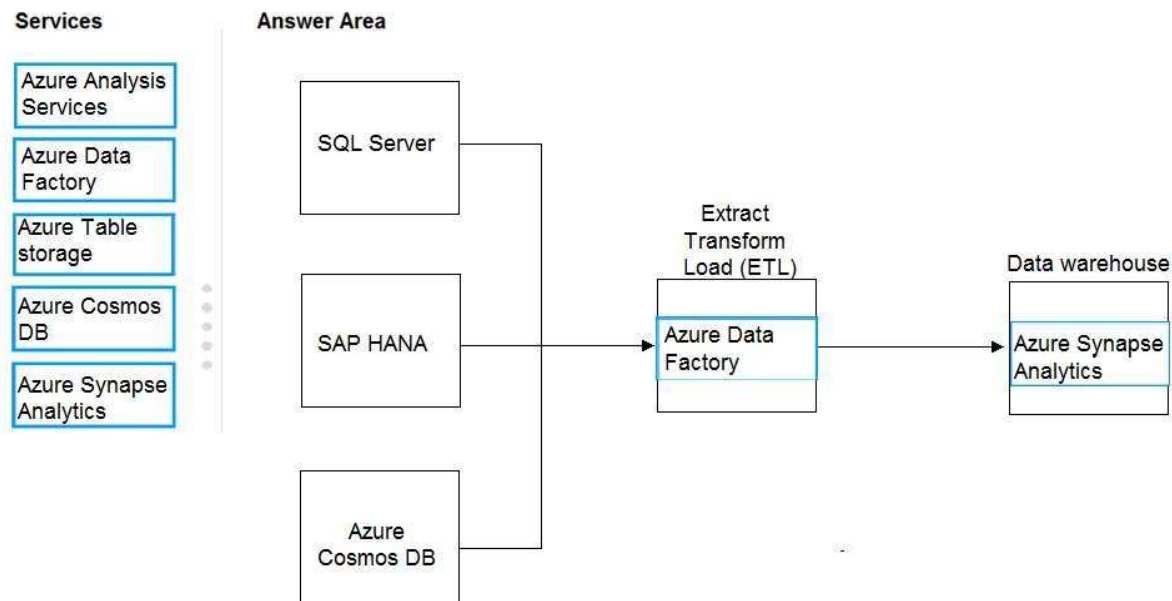 Services
Answer Area
Azure Analysis
Services
Azure Data
Factory
Azure Table
storage
Azure Cosmos
DB
Azure Synapse
Analytics
SQL Server
SAP HANA
Azure
Cosmos DB
Extract
Transform
Load (ETL)
Azure Data
Factory
Data warehouse
Azure Synapse
Analytics